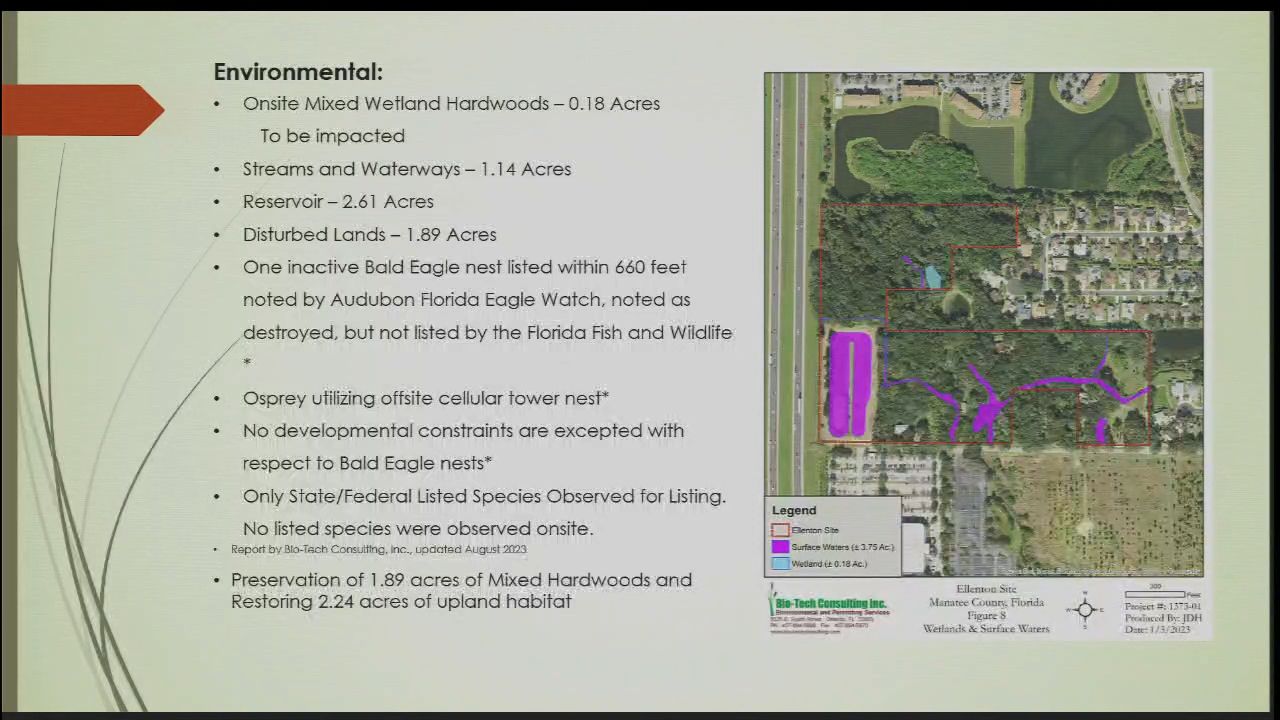 Environmental:
• Onsite Mixed Wetland Hardwoods – 0.18 Acres
To be impacted
• Streams and Waterways – 1.14 Acres
• Reservoir – 2.61 Acres
• Disturbed Lands – 1.89 Acres
• One inactive Bald Eagle nest listed within 660 feet
noted by Audubon Florida Eagle Watch, noted as
destroyed, but not listed by the Florida Fish and Wildlife
*
• Osprey utilizing offsite cellular tower nest*
• No developmental constraints are excepted with
respect to Bald Eagle nests*
• Only State/Federal Listed Species Observed for Listing.
No listed species were observed onsite.
• Report by Bio-Tech Consulting, Inc., updated August 2023
• Preservation of 1.89 acres of Mixed Hardwoods and
Restoring 2.24 acres of upland habitat
Legend
Ellenton Site
Surface Waters (± 3.75 Ac.)
Wetland (± 0.18 Ac.)
Bio-Tech Consulting Inc.
Environmental and Permitting Services
Ellenton Site
Manatee County, Florida
Figure 8
Wetlands & Surface Waters
N
W E
S
300
Feet
Project #: 1373-01
Produced By: JDH
Date: 1/3/2023